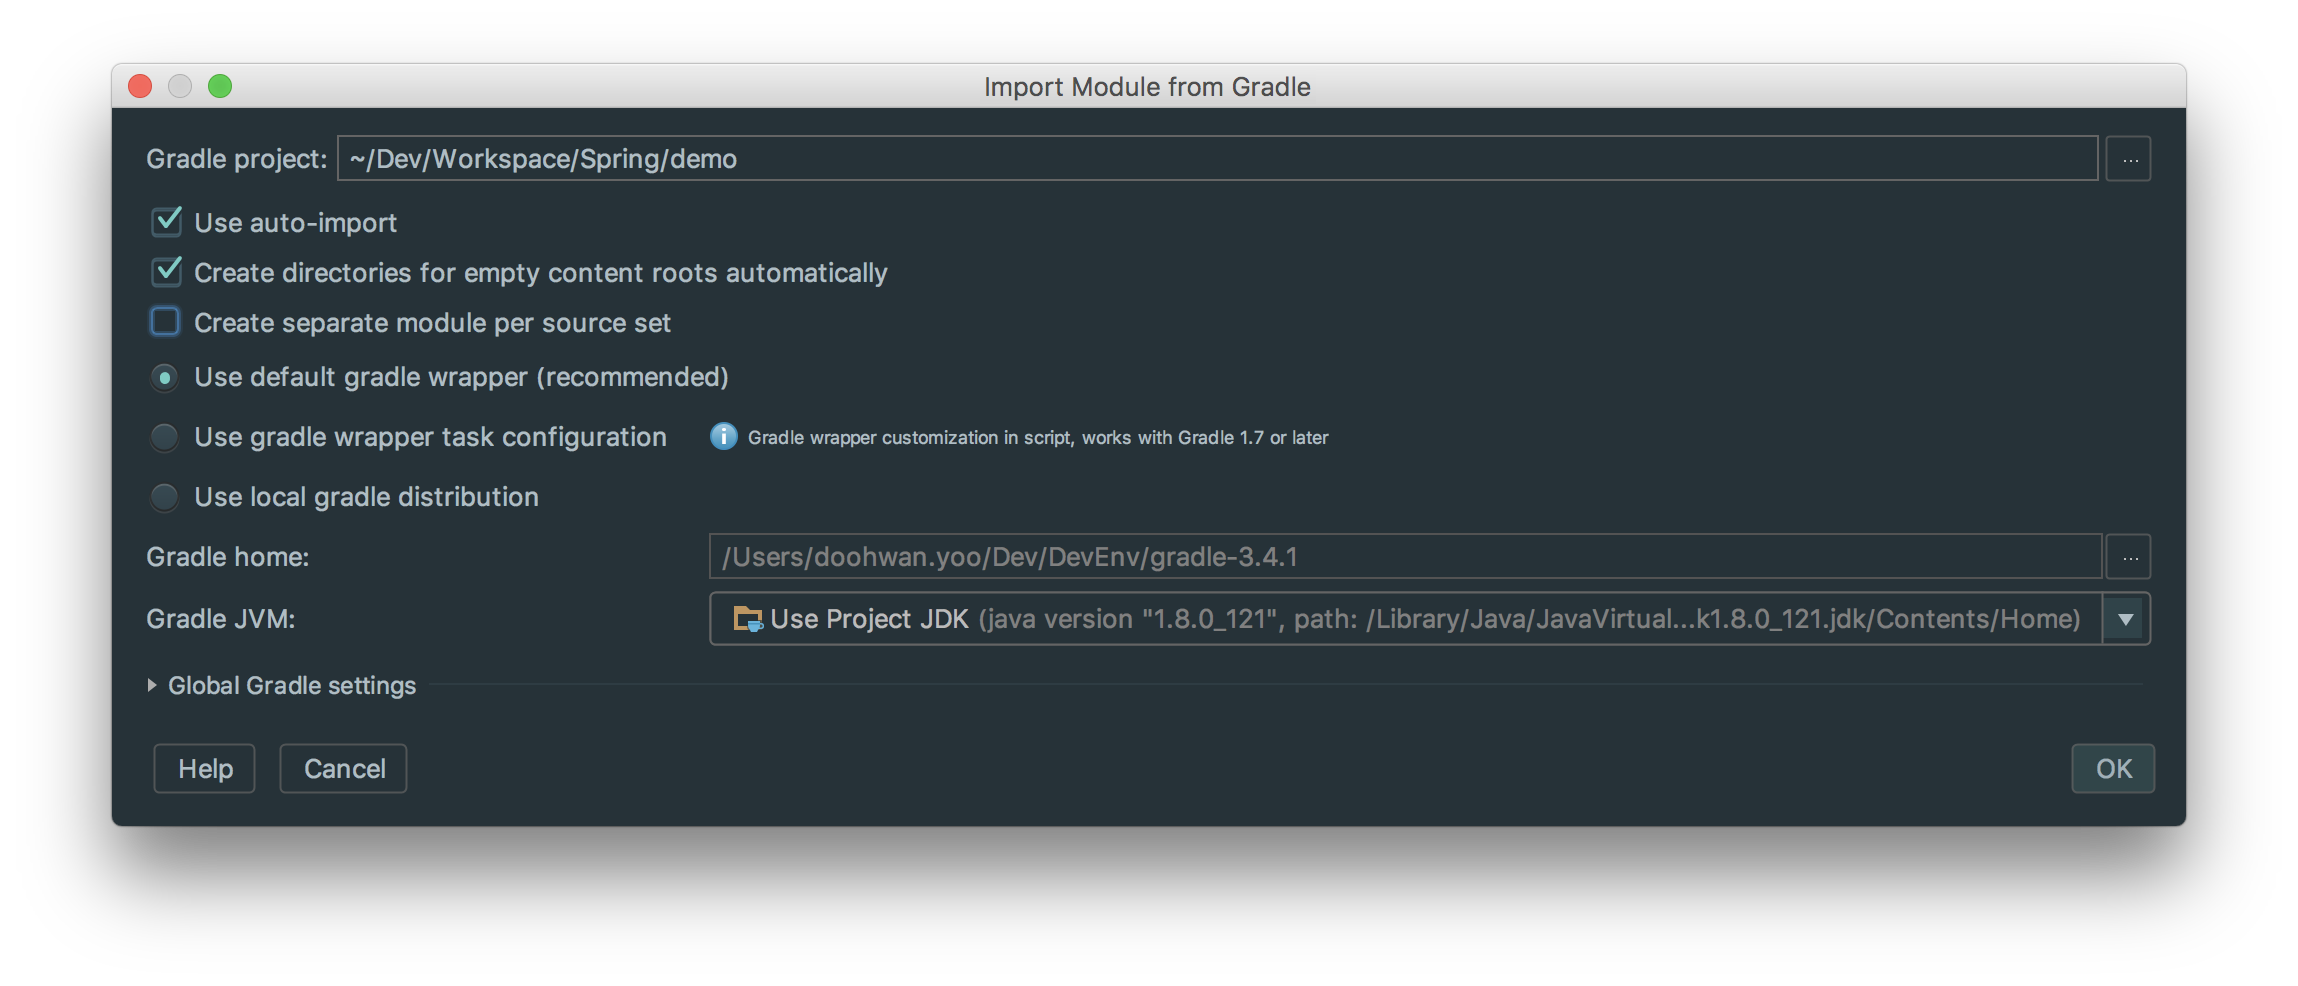 Import Module from Gradle
Gradle project: ~/Dev/Workspace/Spring/demo ...
Use auto-import
Create directories for empty content roots automatically
Create separate module per source set
Use default gradle wrapper (recommended)
Use gradle wrapper task configuration Gradle wrapper customization in script, works with Gradle 1.7 or later
Use local gradle distribution
Gradle home: /Users/doohwan.yoo/Dev/DevEnv/gradle-3.4.1 ...
Gradle JVM: Use Project JDK (java version "1.8.0_121", path: /Library/Java/JavaVirtual...k1.8.0_121.jdk/Contents/Home)
Global Gradle settings
Help Cancel OK